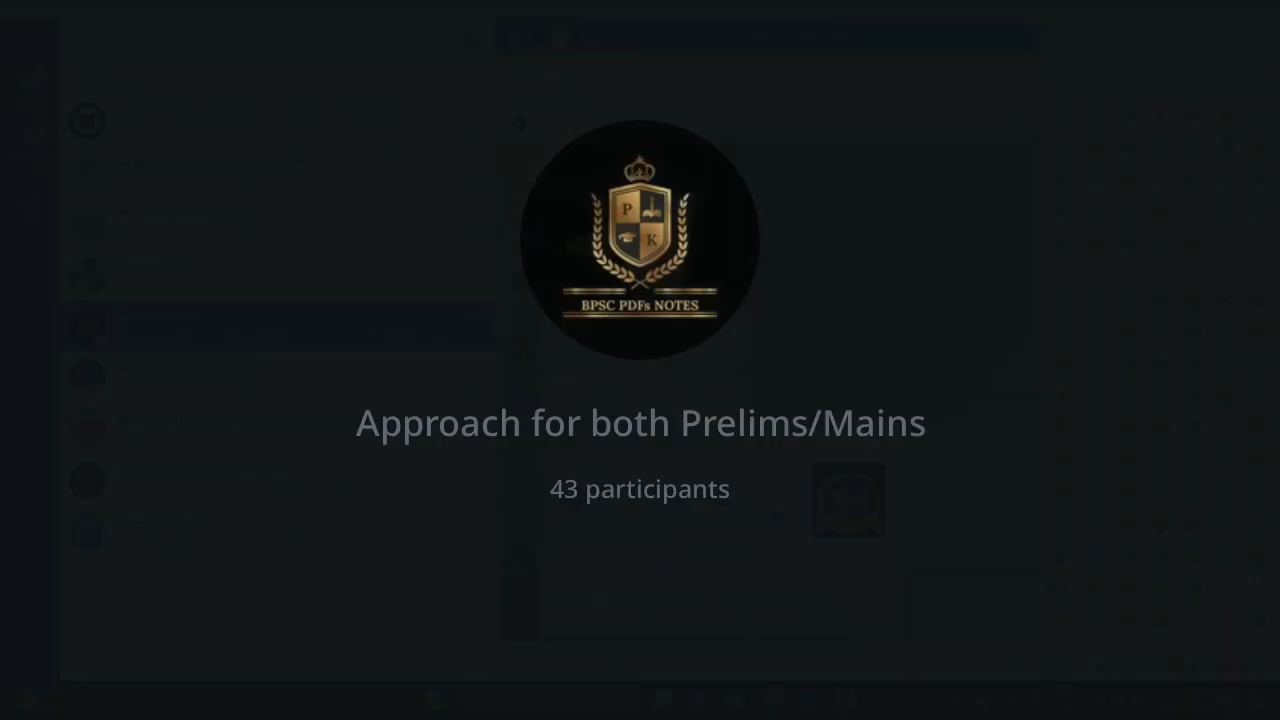 P
K
BPSC PDFs NOTES
Approach for both Prelims/Mains
43 participants